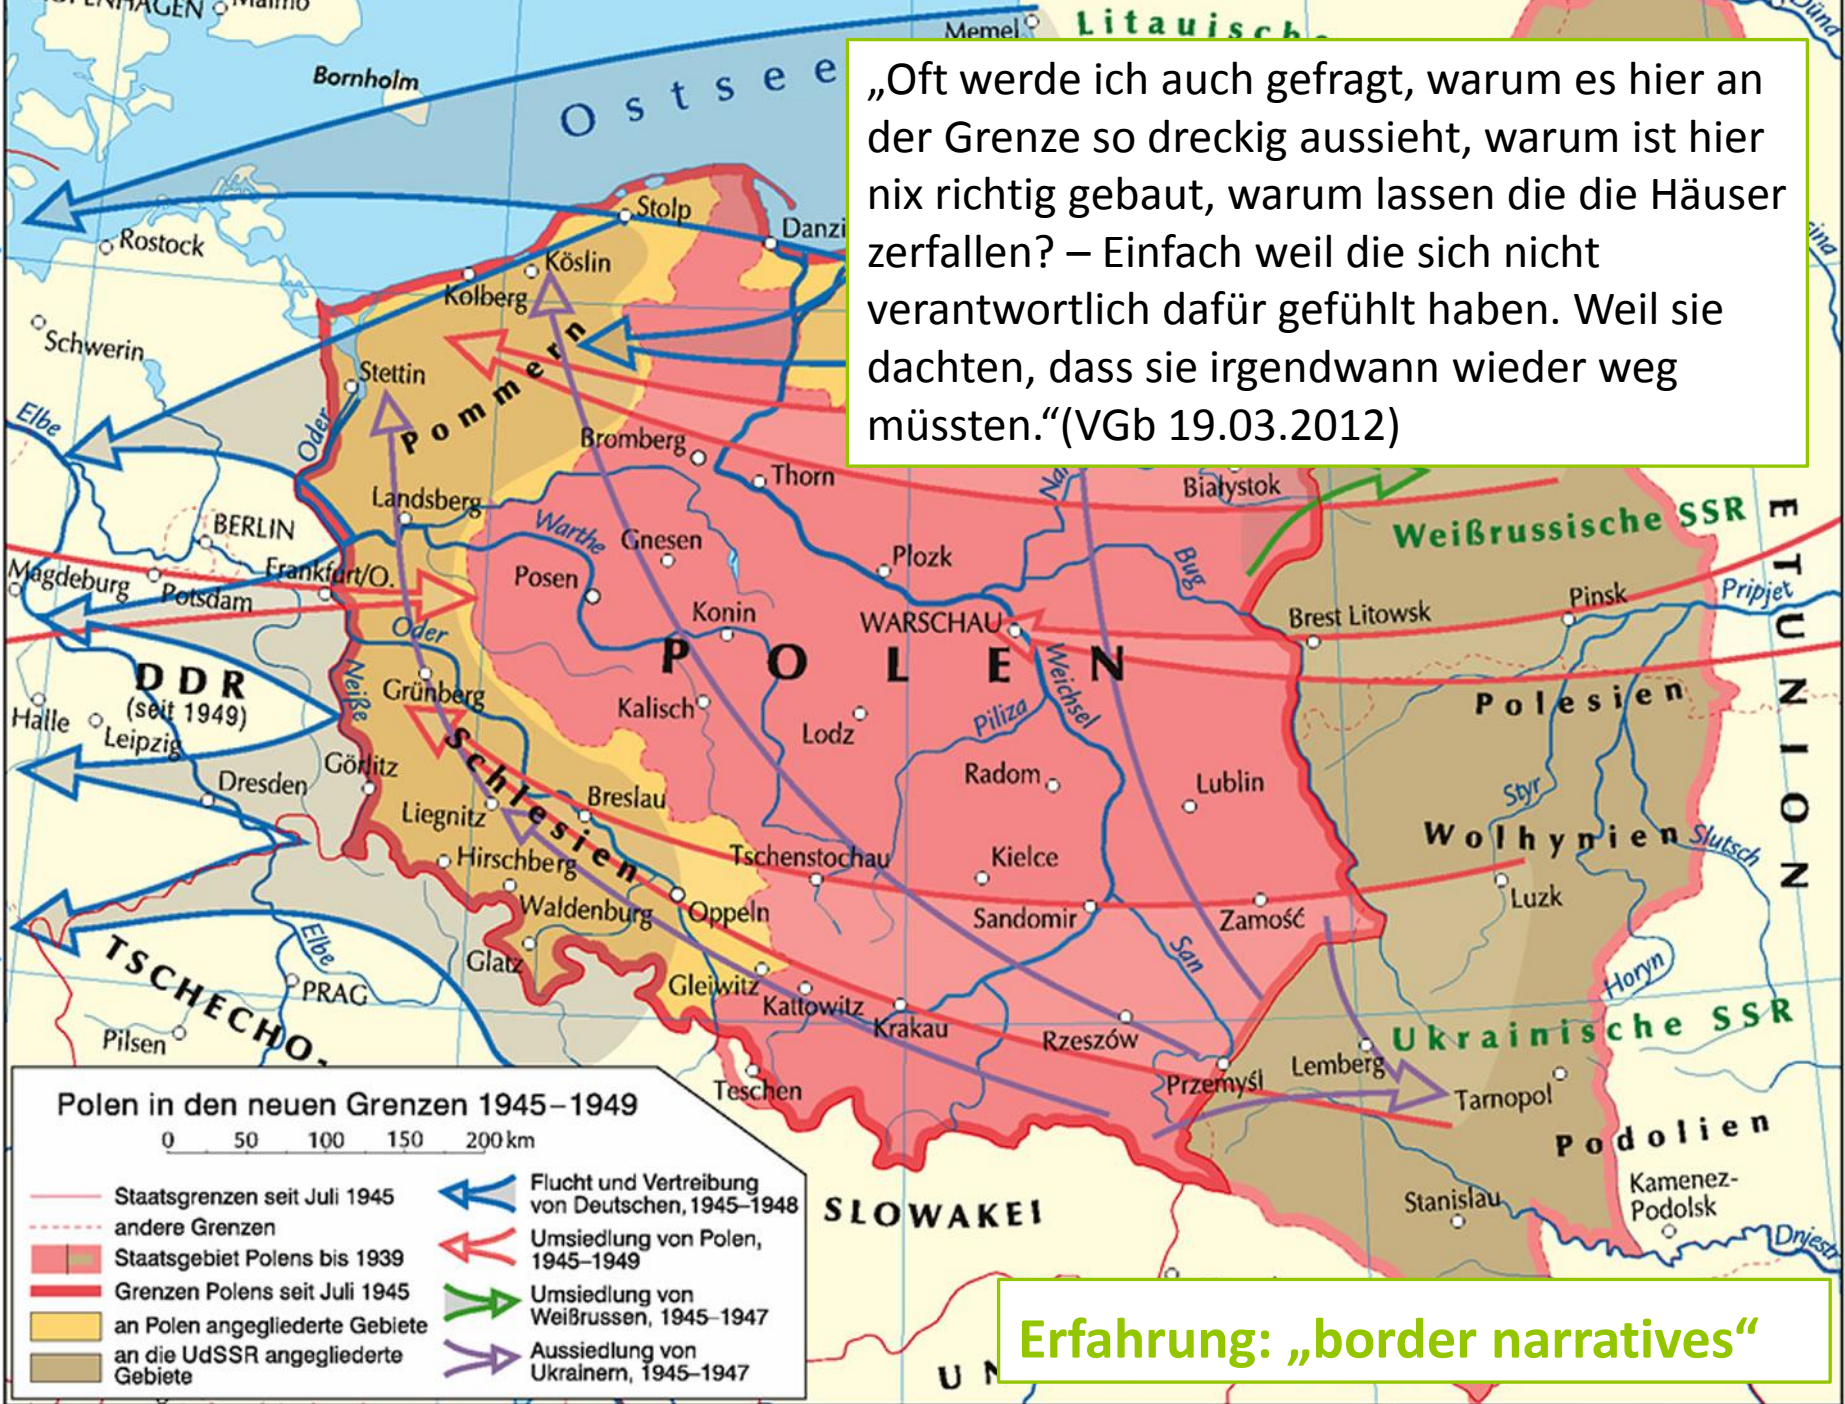 Malmö
Memel
Litauische
Bornholm
Ostsee
„Oft werde ich auch gefragt, warum es hier an
der Grenze so dreckig aussieht, warum ist hier
nix richtig gebaut, warum lassen die die Häuser
zerfallen? – Einfach weil die sich nicht
verantwortlich dafür gefühlt haben. Weil sie
dachten, dass sie irgendwann wieder weg
müssten.“(VGb 19.03.2012)
Rostock
Stolp
Köslin
Kolberg
Schwerin
Stettin
Pommern
Elbe
Oder
Bromberg
Thorn
Landsberg
BERLIN
Warthe
Gnesen
Białystok
Weißrussische SSR
Plozk
Bug
Magdeburg
Potsdam
Frankfurt/O.
Posen
Konin
WARSCHAU
Brest Litowsk
Pinsk
Pripjet
Oder
POLEN
Weichsel
DDR
(seit 1949)
Neiße
Grünberg
Kalisch
Lodz
Piliza
Polesien
Halle
Leipzig
Görlitz
Dresden
Schlesien
Liegnitz
Breslau
Radom
Lublin
Styr
Wolhynien
Slutsch
Hirschberg
Tschenstochau
Kielce
Waldenburg
Oppeln
Sandomir
Zamość
Luzk
Glatz
Elbe
San
Horyn
TSCHECHO-
PRAG
Pilsen
Gleiwitz
Kattowitz
Krakau
Rzeszów
Ukrainische SSR
Lemberg
Przemyśl
Tarnopol
Teschen
Podolien
Kamenez-
Podolsk
Stanislau
Dnjestr
SLOWAKEI
Polen in den neuen Grenzen 1945–1949
0 50 100 150 200 km
Staatsgrenzen seit Juli 1945
andere Grenzen
Staatsgebiet Polens bis 1939
Grenzen Polens seit Juli 1945
an Polen angegliederte Gebiete
an die UdSSR angegliederte
Gebiete
Flucht und Vertreibung
von Deutschen, 1945–1948
Umsiedlung von Polen,
1945–1949
Umsiedlung von
Weißrussen, 1945–1947
Aussiedlung von
Ukrainern, 1945–1947
Erfahrung: „border narratives“